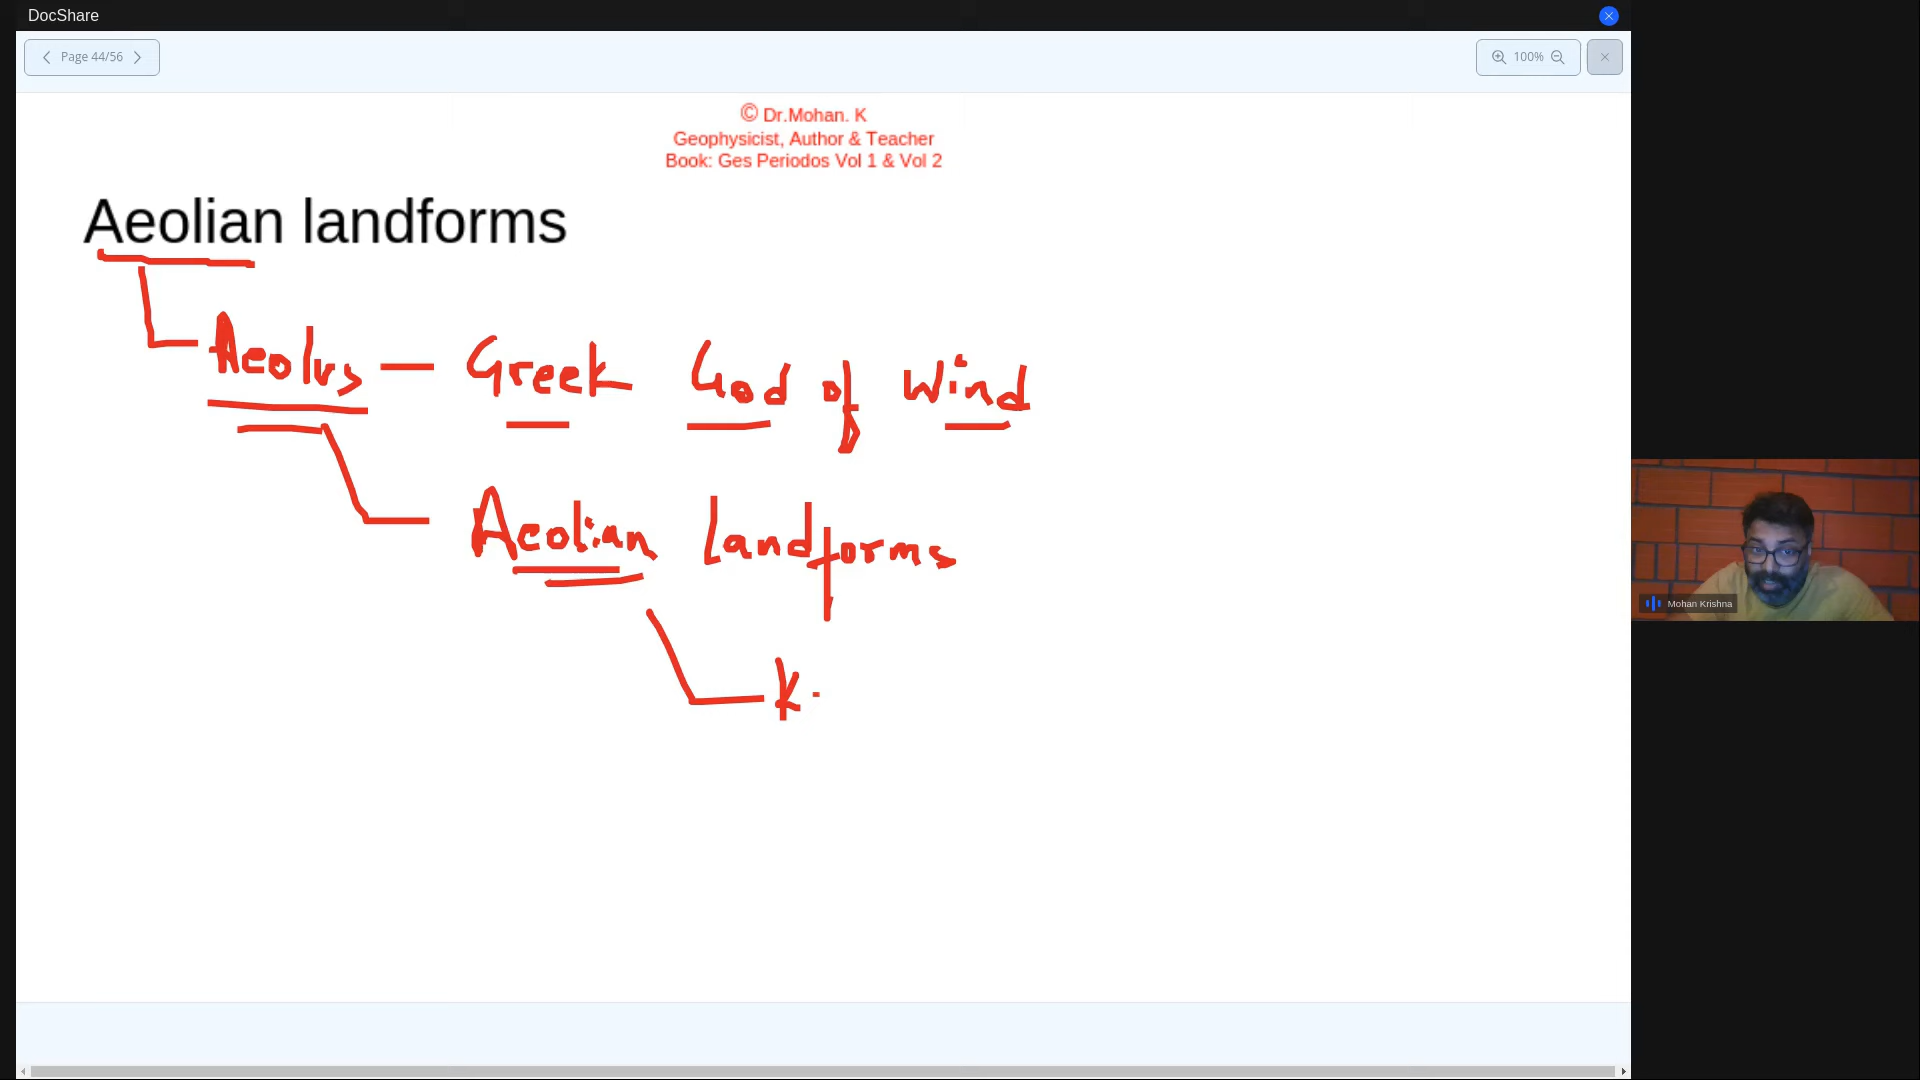 DocShare
Page 44/56
100%
© Dr.Mohan. K
Geophysicist, Author & Teacher
Book: Ges Periodos Vol 1 & Vol 2
Aeolian landforms
Aeolus — Greek God of Wind
Aeolian landforms
K
Mohan Krishna